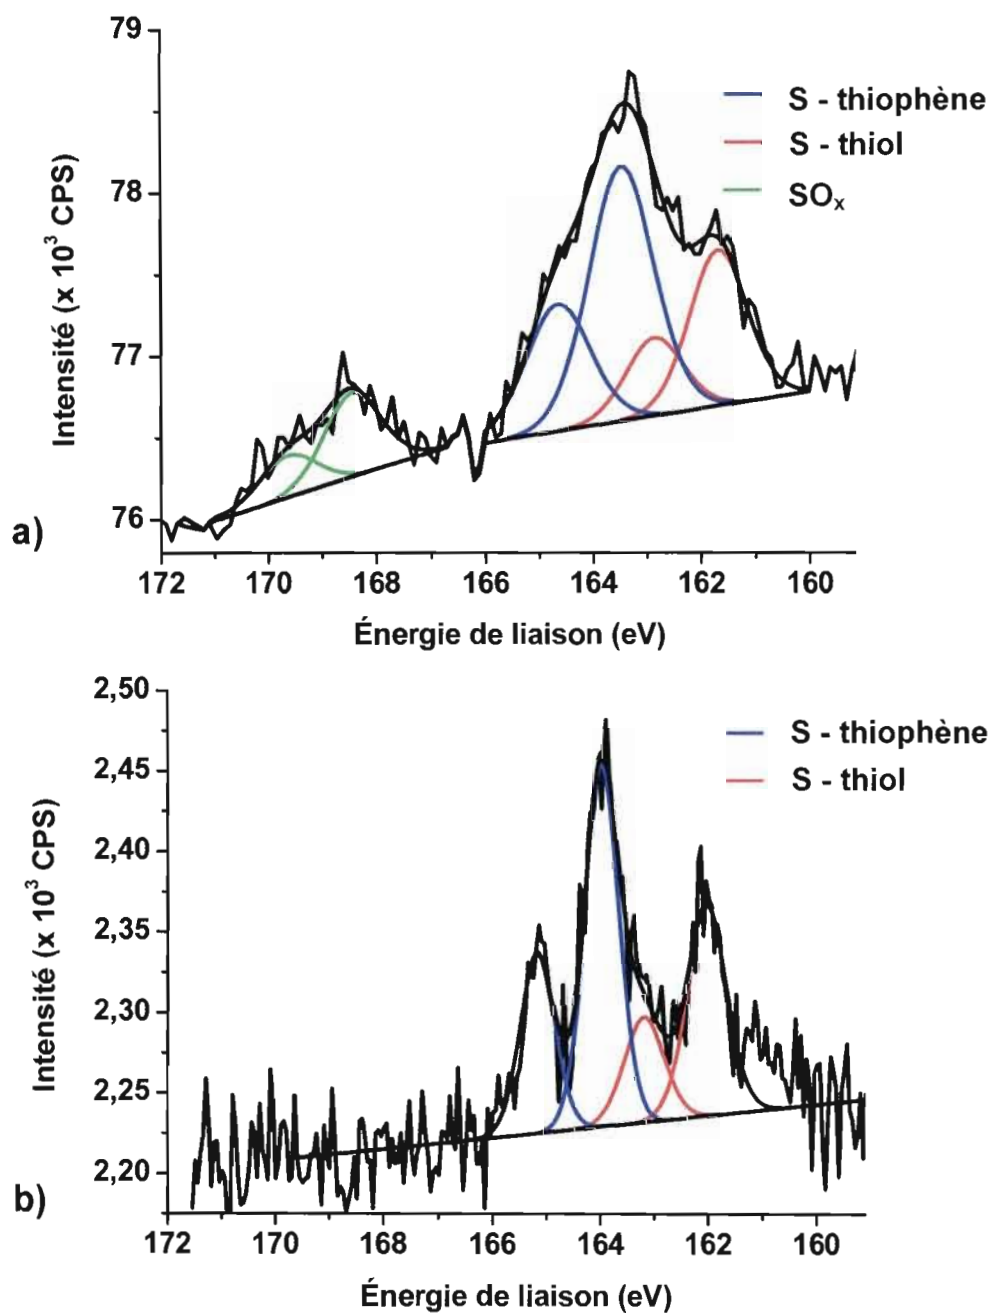 79
78
77
76
Intensité (x 10³ CPS)
S - thiophène
S - thiol
SOₓ
a)
172 170 168 166 164 162 160
Énergie de liaison (eV)
2,50
2,45
2,40
2,35
2,30
2,25
2,20
Intensité (x 10³ CPS)
S - thiophène
S - thiol
b)
172 170 168 166 164 162 160
Énergie de liaison (eV)